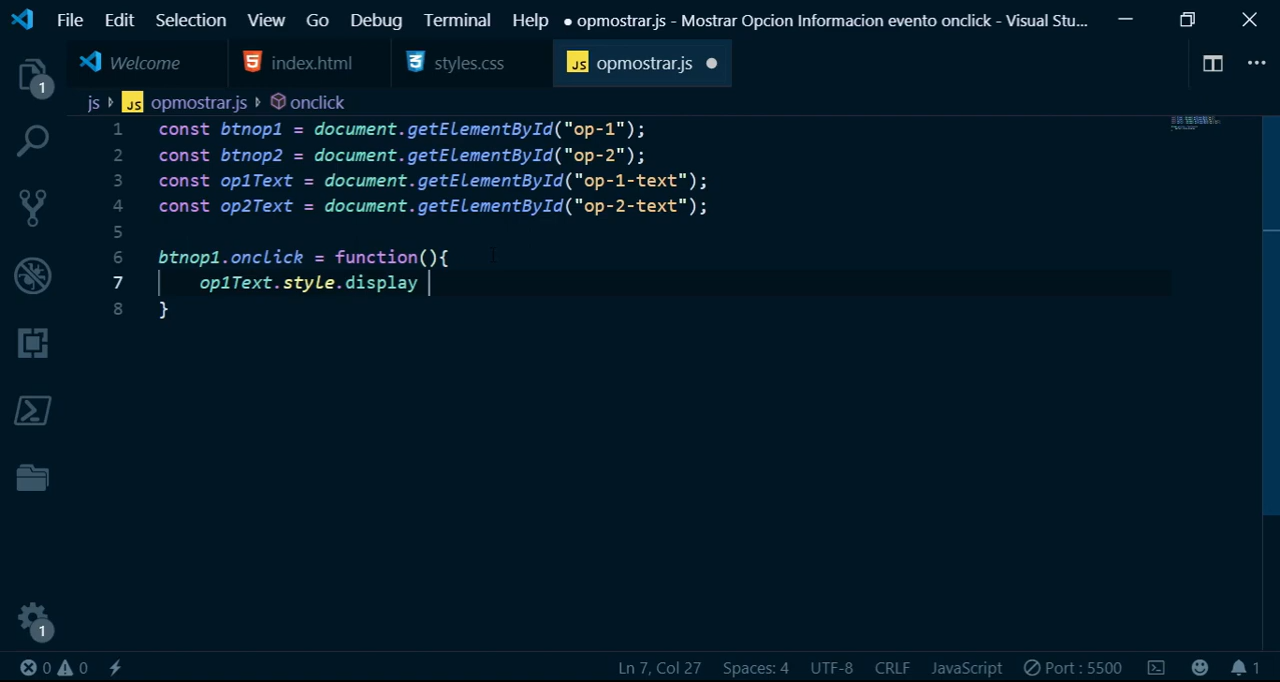 File Edit Selection View Go Debug Terminal Help ● opmostrar.js - Mostrar Opcion Informacion evento onclick - Visual Stu...
Welcome index.html styles.css JS opmostrar.js
js JS opmostrar.js onclick
1 const btnop1 = document.getElementById("op-1");
2 const btnop2 = document.getElementById("op-2");
3 const op1Text = document.getElementById("op-1-text");
4 const op2Text = document.getElementById("op-2-text");
5
6 btnop1.onclick = function(){
7 op1Text.style.display
8 }
1
1
0 0 Ln 7, Col 27 Spaces: 4 UTF-8 CRLF JavaScript Port : 5500 1